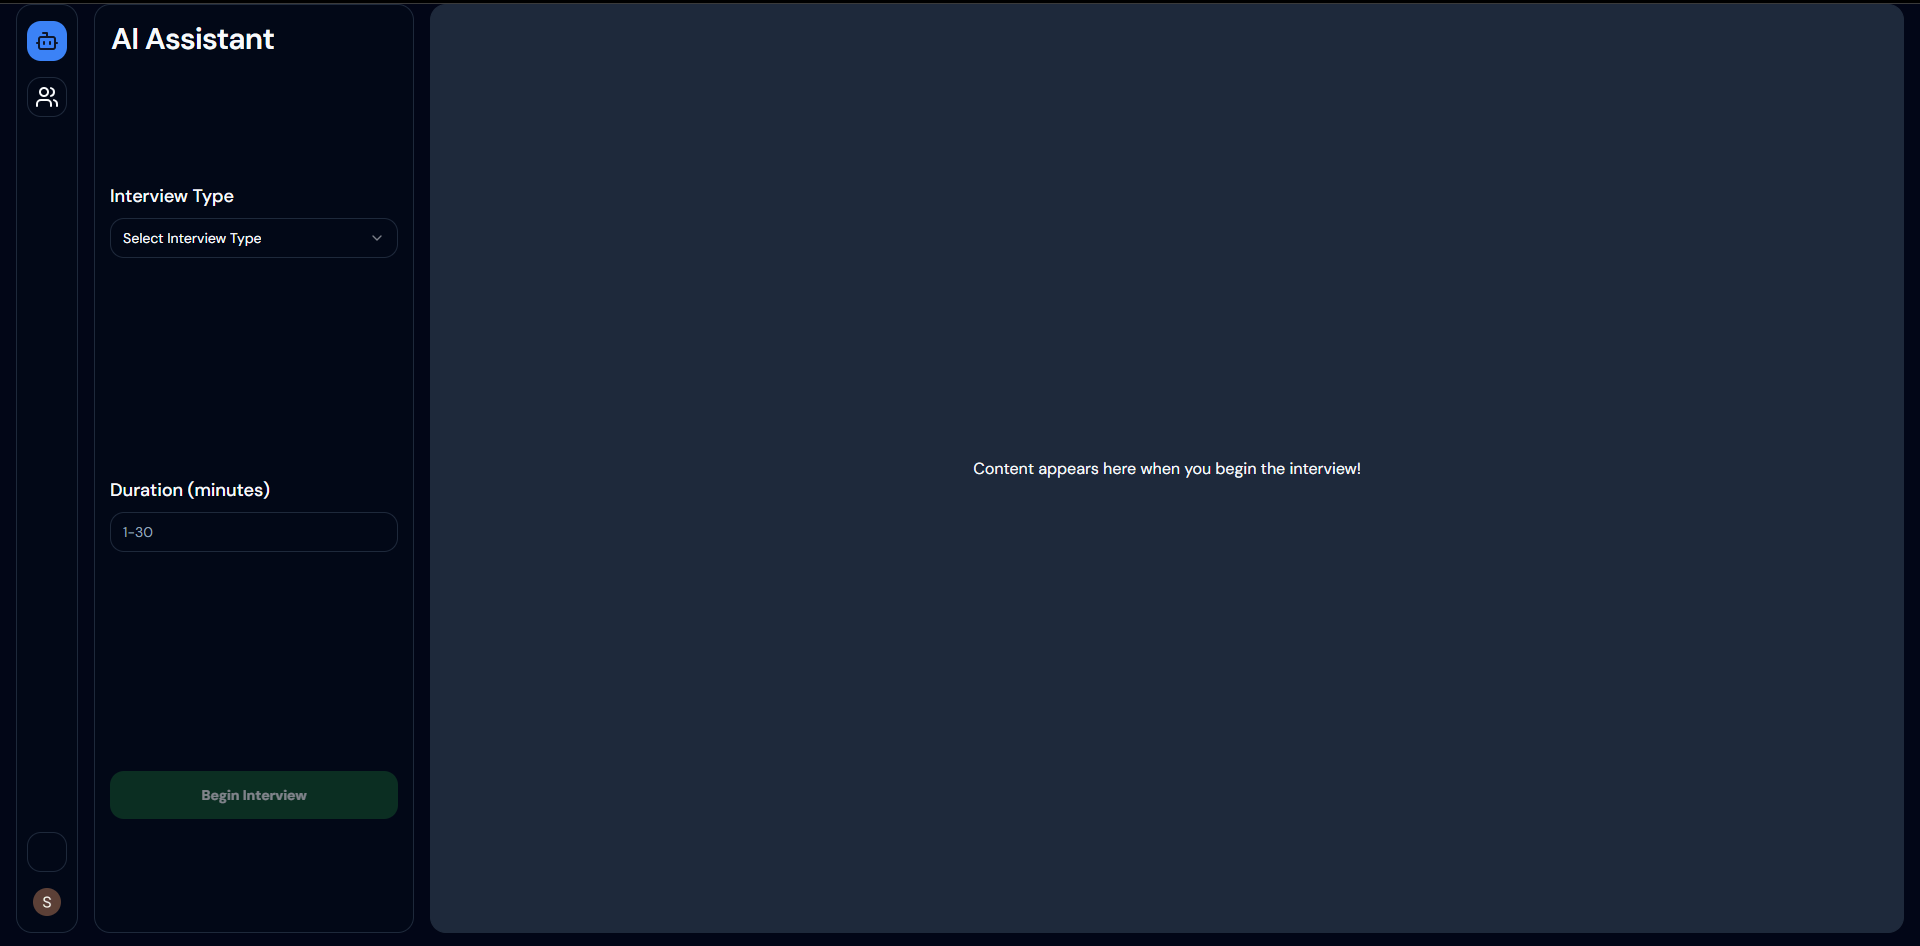 AI Assistant
Interview Type
Select Interview Type
Duration (minutes)
1-30
Begin Interview
S
Content appears here when you begin the interview!